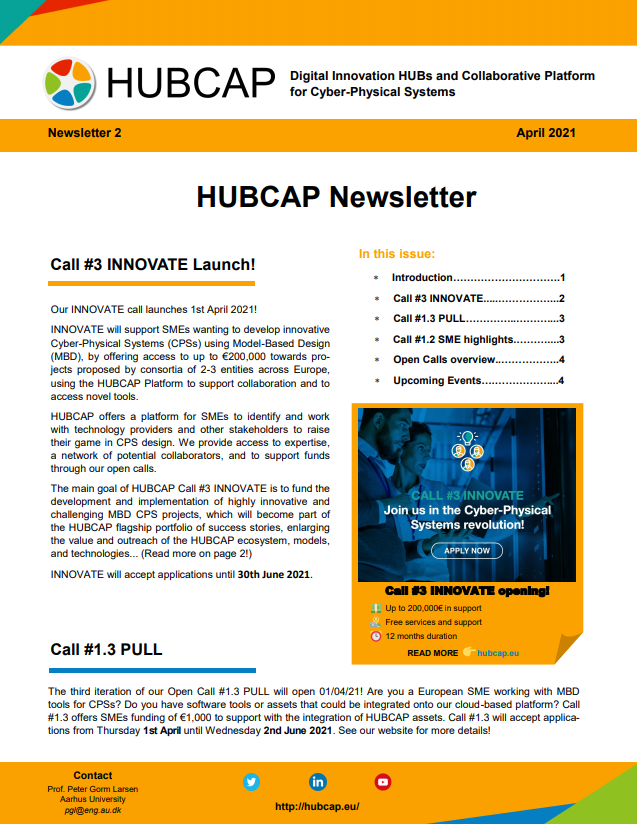 HUBCAP
Digital Innovation HUBs and Collaborative Platform
for Cyber-Physical Systems
Newsletter 2
April 2021
HUBCAP Newsletter
Call #3 INNOVATE Launch!
Our INNOVATE call launches 1st April 2021!
INNOVATE will support SMEs wanting to develop innovative
Cyber-Physical Systems (CPSs) using Model-Based Design
(MBD), by offering access to up to €200,000 towards pro-
jects proposed by consortia of 2-3 entities across Europe,
using the HUBCAP Platform to support collaboration and to
access novel tools.
HUBCAP offers a platform for SMEs to identify and work
with technology providers and other stakeholders to raise
their game in CPS design. We provide access to expertise,
a network of potential collaborators, and to support funds
through our open calls.
The main goal of HUBCAP Call #3 INNOVATE is to fund the
development and implementation of highly innovative and
challenging MBD CPS projects, which will become part of
the HUBCAP flagship portfolio of success stories, enlarging
the value and outreach of the HUBCAP ecosystem, models,
and technologies... (Read more on page 2!)
INNOVATE will accept applications until 30th June 2021.
In this issue:
* Introduction…………………………..1
* Call #3 INNOVATE....………………...2
* Call #1.3 PULL…………..…………...3
* Call #1.2 SME highlights.………...3
* Open Calls overview..……………..4
* Upcoming Events….……………....4
CALL #3 INNOVATE
Join us in the Cyber-Physical
Systems revolution!
APPLY NOW
Call #3 INNOVATE opening!
Up to 200,000€ in support
Free services and support
12 months duration
READ MORE 👉 hubcap.eu
Call #1.3 PULL
The third iteration of our Open Call #1.3 PULL will open 01/04/21! Are you a European SME working with MBD
tools for CPSs? Do you have software tools or assets that could be integrated onto our cloud-based platform? Call
#1.3 offers SMEs funding of €1,000 to support with the integration of HUBCAP assets. Call #1.3 will accept applica-
tions from Thursday 1st April until Wednesday 2nd June 2021. See our website for more details!
Contact
Prof. Peter Gorm Larsen
Aarhus University
pgl@eng.au.dk
http://hubcap.eu/